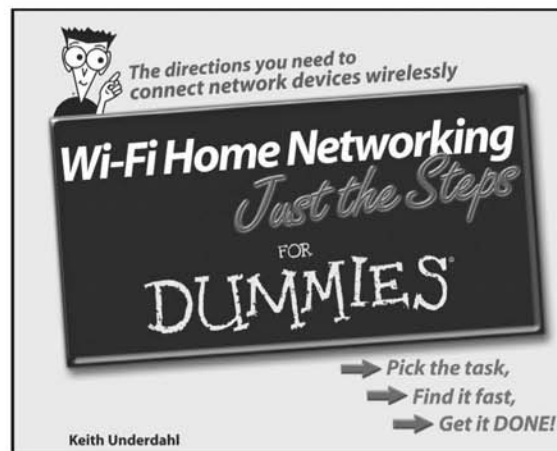 The directions you need to
connect network devices wirelessly
Wi-Fi Home Networking
Just the Steps
FOR
DUMMIES®
Pick the task,
Find it fast,
Get it DONE!
Keith Underdahl